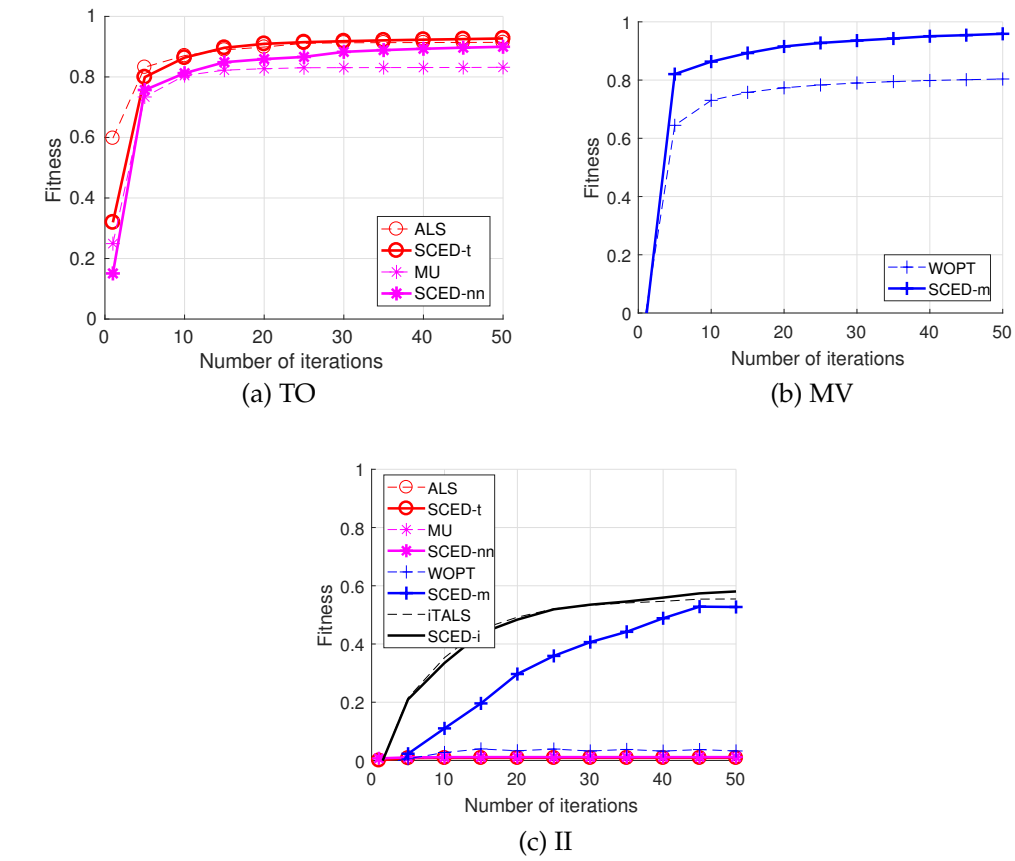 1
0.8
0.6
0.4
0.2
0
Fitness
0 10 20 30 40 50
Number of iterations
ALS
SCED-t
MU
SCED-nn
(a) TO
1
0.8
0.6
0.4
0.2
0
Fitness
0 10 20 30 40 50
Number of iterations
WOPT
SCED-m
(b) MV
1
0.8
0.6
0.4
0.2
0
Fitness
0 10 20 30 40 50
Number of iterations
ALS
SCED-t
MU
SCED-nn
WOPT
SCED-m
iTALS
SCED-i
(c) II